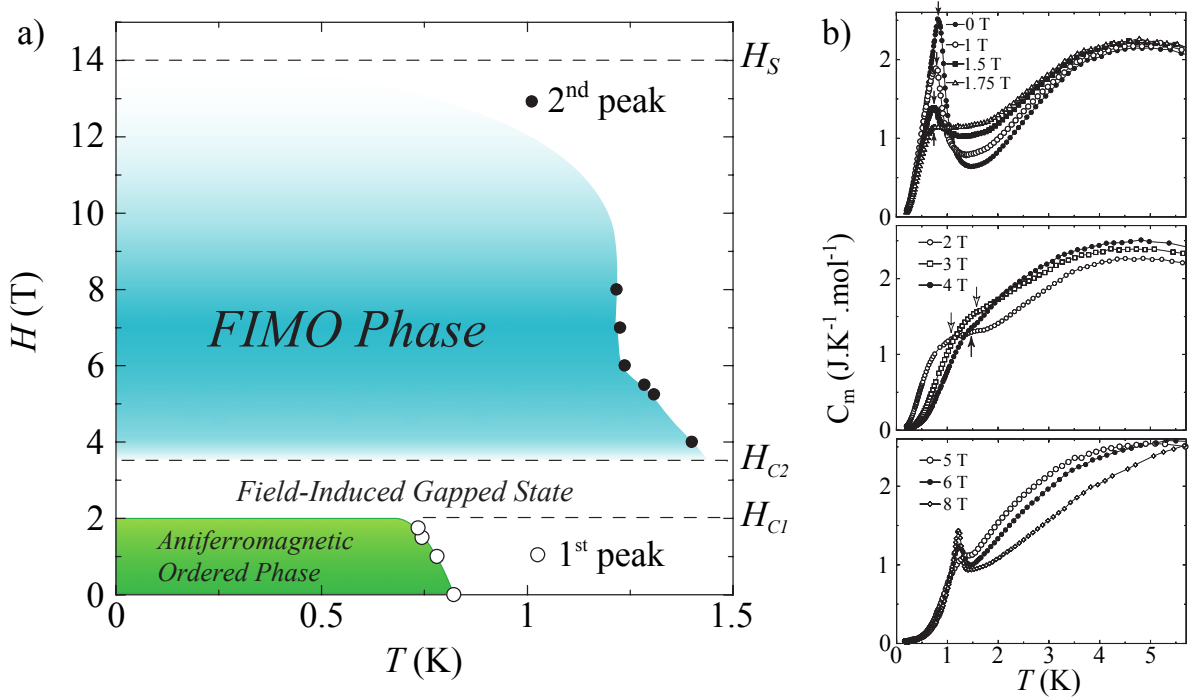 a)
14
12
10
8
6
4
2
0
H (T)
0
0.5
1
1.5
T (K)
H_S
2nd peak
FIMO Phase
H_C2
Field-Induced Gapped State
H_C1
Antiferromagnetic
Ordered Phase
1st peak
b)
C_m (J.K⁻¹.mol⁻¹)
2
1
0
0 T
1 T
1.5 T
1.75 T
2
1
0
2 T
3 T
4 T
2
1
0
5 T
6 T
8 T
0
1
2
3
4
5
T (K)